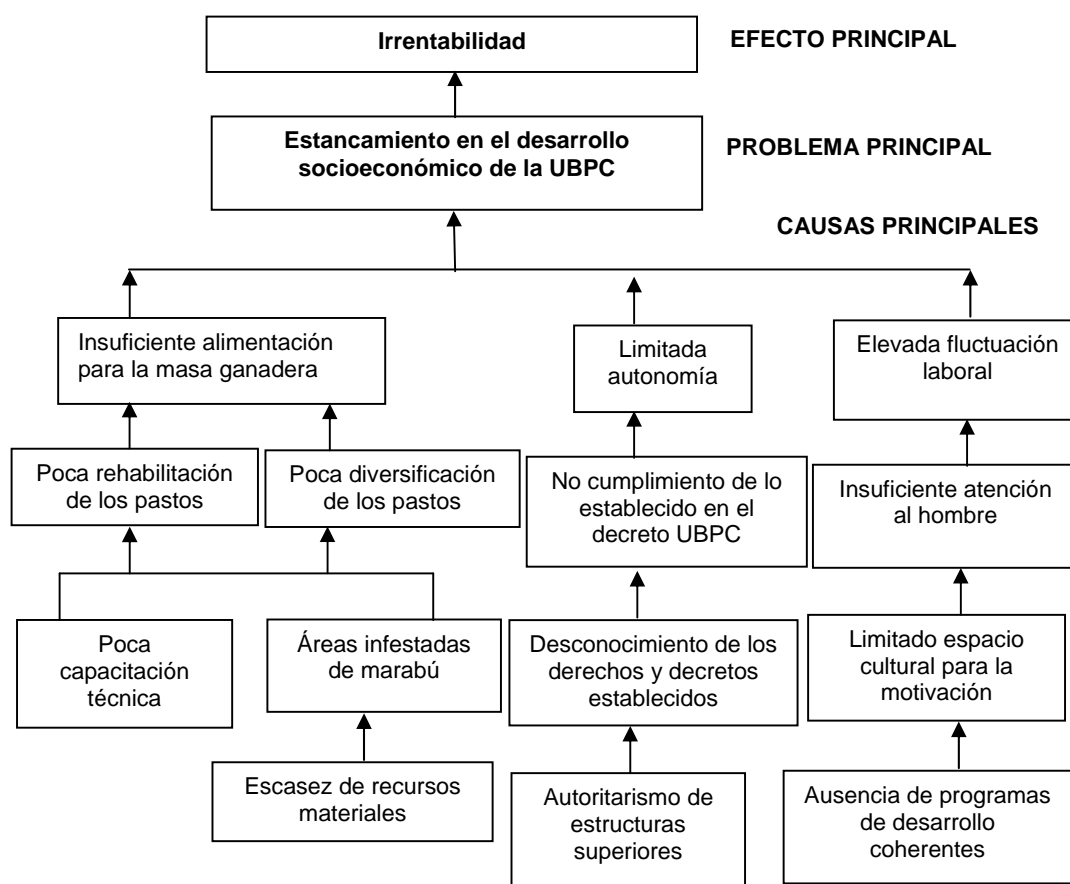 Irrentabilidad
EFECTO PRINCIPAL
Estancamiento en el desarrollo
socioeconómico de la UBPC
PROBLEMA PRINCIPAL
CAUSAS PRINCIPALES
Insuficiente alimentación
para la masa ganadera
Limitada
autonomía
Elevada fluctuación
laboral
Poca rehabilitación
de los pastos
Poca diversificación
de los pastos
No cumplimiento de lo
establecido en el
decreto UBPC
Insuficiente atención
al hombre
Poca
capacitación
técnica
Áreas infestadas
de marabú
Desconocimiento de los
derechos y decretos
establecidos
Limitado espacio
cultural para la
motivación
Escasez de recursos
materiales
Autoritarismo de
estructuras
superiores
Ausencia de programas
de desarrollo
coherentes